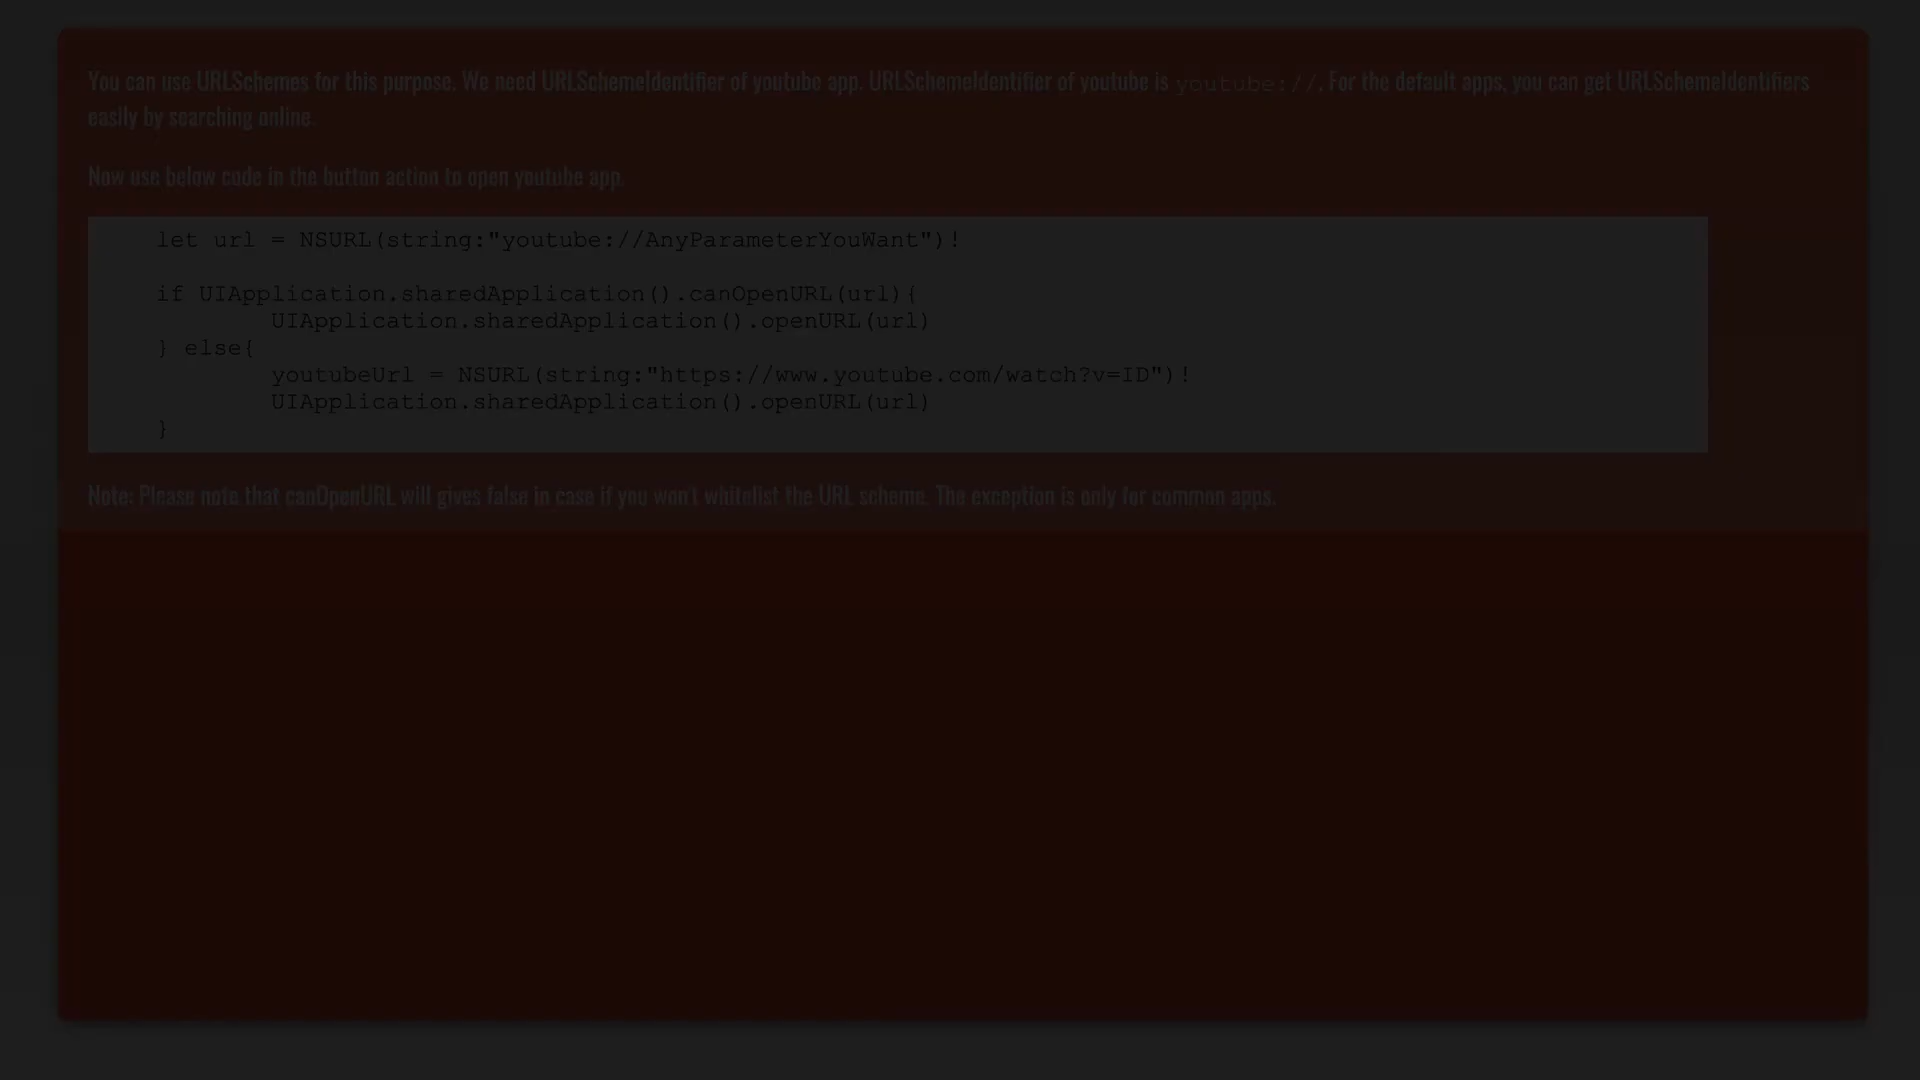 You can use URLSchemes for this purpose. We need URLSchemeIdentifier of youtube app. URLSchemeIdentifier of youtube is youtube://. For the default apps, you can get URLSchemeIdentifiers
easily by searching online.
Now use below code in the button action to open youtube app.
let url = NSURL(string:"youtube://AnyParameterYouWant")!
if UIApplication.sharedApplication().canOpenURL(url){
UIApplication.sharedApplication().openURL(url)
} else{
youtubeUrl = NSURL(string:"https://www.youtube.com/watch?v=ID")!
UIApplication.sharedApplication().openURL(url)
}
Note: Please note that canOpenURL will gives false in case if you won't whitelist the URL scheme. The exception is only for common apps.